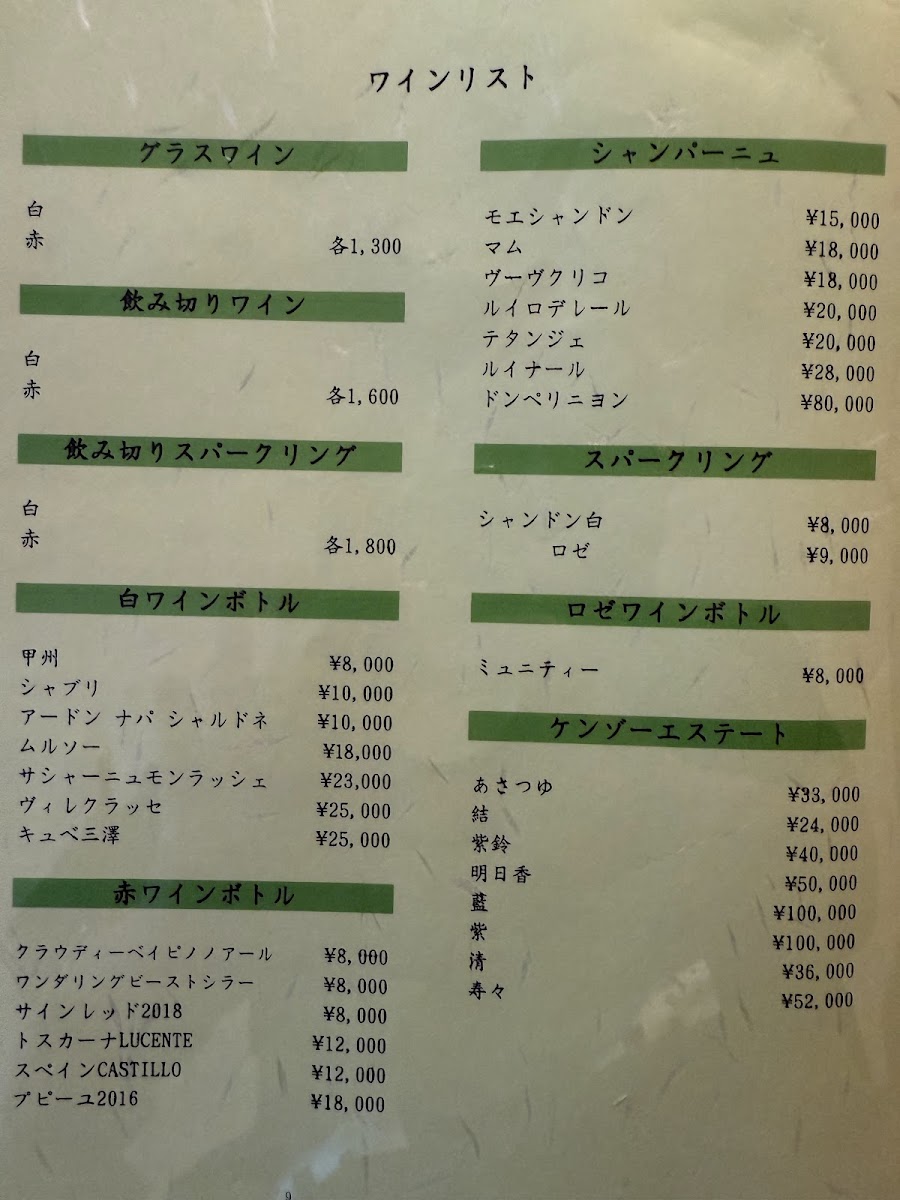 ワインリスト
グラスワイン
白
赤 各1,300
飲み切りワイン
白
赤 各1,600
飲み切りスパークリング
白
赤 各1,800
白ワインボトル
甲州 ¥8,000
シャブリ ¥10,000
アードン ナパ シャルドネ ¥10,000
ムルソー ¥18,000
サシャーニュモンラッシェ ¥23,000
ヴィレクラッセ ¥25,000
キュベ三澤 ¥25,000
赤ワインボトル
クラウディーベイピノノアール ¥8,000
ワンダリングビーストシラー ¥8,000
サインレッド2018 ¥8,000
トスカーナLUCENTE ¥12,000
スペインCASTILLO ¥12,000
プピーユ2016 ¥18,000
シャンパーニュ
モエシャンドン ¥15,000
マム ¥18,000
ヴーヴクリコ ¥18,000
ルイロデレール ¥20,000
テタンジェ ¥20,000
ルイナール ¥28,000
ドンペリニヨン ¥80,000
スパークリング
シャンドン白 ¥8,000
ロゼ ¥9,000
ロゼワインボトル
ミュニティー ¥8,000
ケンゾーエステート
あさつゆ ¥33,000
結 ¥24,000
紫鈴 ¥40,000
明日香 ¥50,000
藍 ¥100,000
紫 ¥100,000
清 ¥36,000
寿々 ¥52,000
9